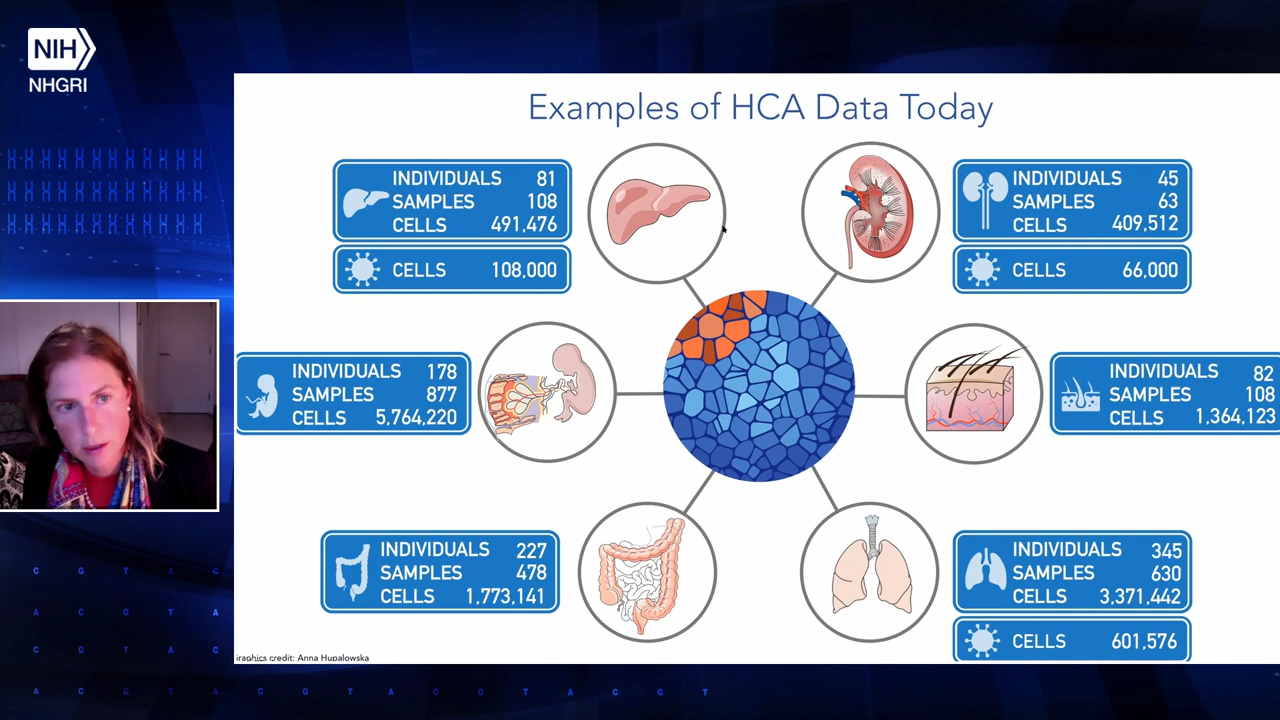 NIH
NHGRI
Examples of HCA Data Today
INDIVIDUALS 81
SAMPLES 108
CELLS 491,476
CELLS 108,000
INDIVIDUALS 45
SAMPLES 63
CELLS 409,512
CELLS 66,000
INDIVIDUALS 178
SAMPLES 877
CELLS 5,764,220
INDIVIDUALS 82
SAMPLES 108
CELLS 1,364,123
INDIVIDUALS 227
SAMPLES 478
CELLS 1,773,141
INDIVIDUALS 345
SAMPLES 630
CELLS 3,371,442
CELLS 601,576
raphics credit: Anna Hupalowska
C G T A C
A C G T A
C G T A C
A C G T A C G T A C G T A C G T